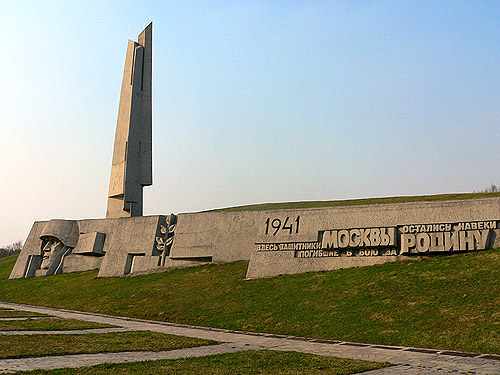 1941
ЗДЕСЬ ЗАЩИТНИКИ МОСКВЫ ОСТАЛИСЬ НАВЕКИ
ПОГИБШИЕ В БОЮ ЗА РОДИНУ